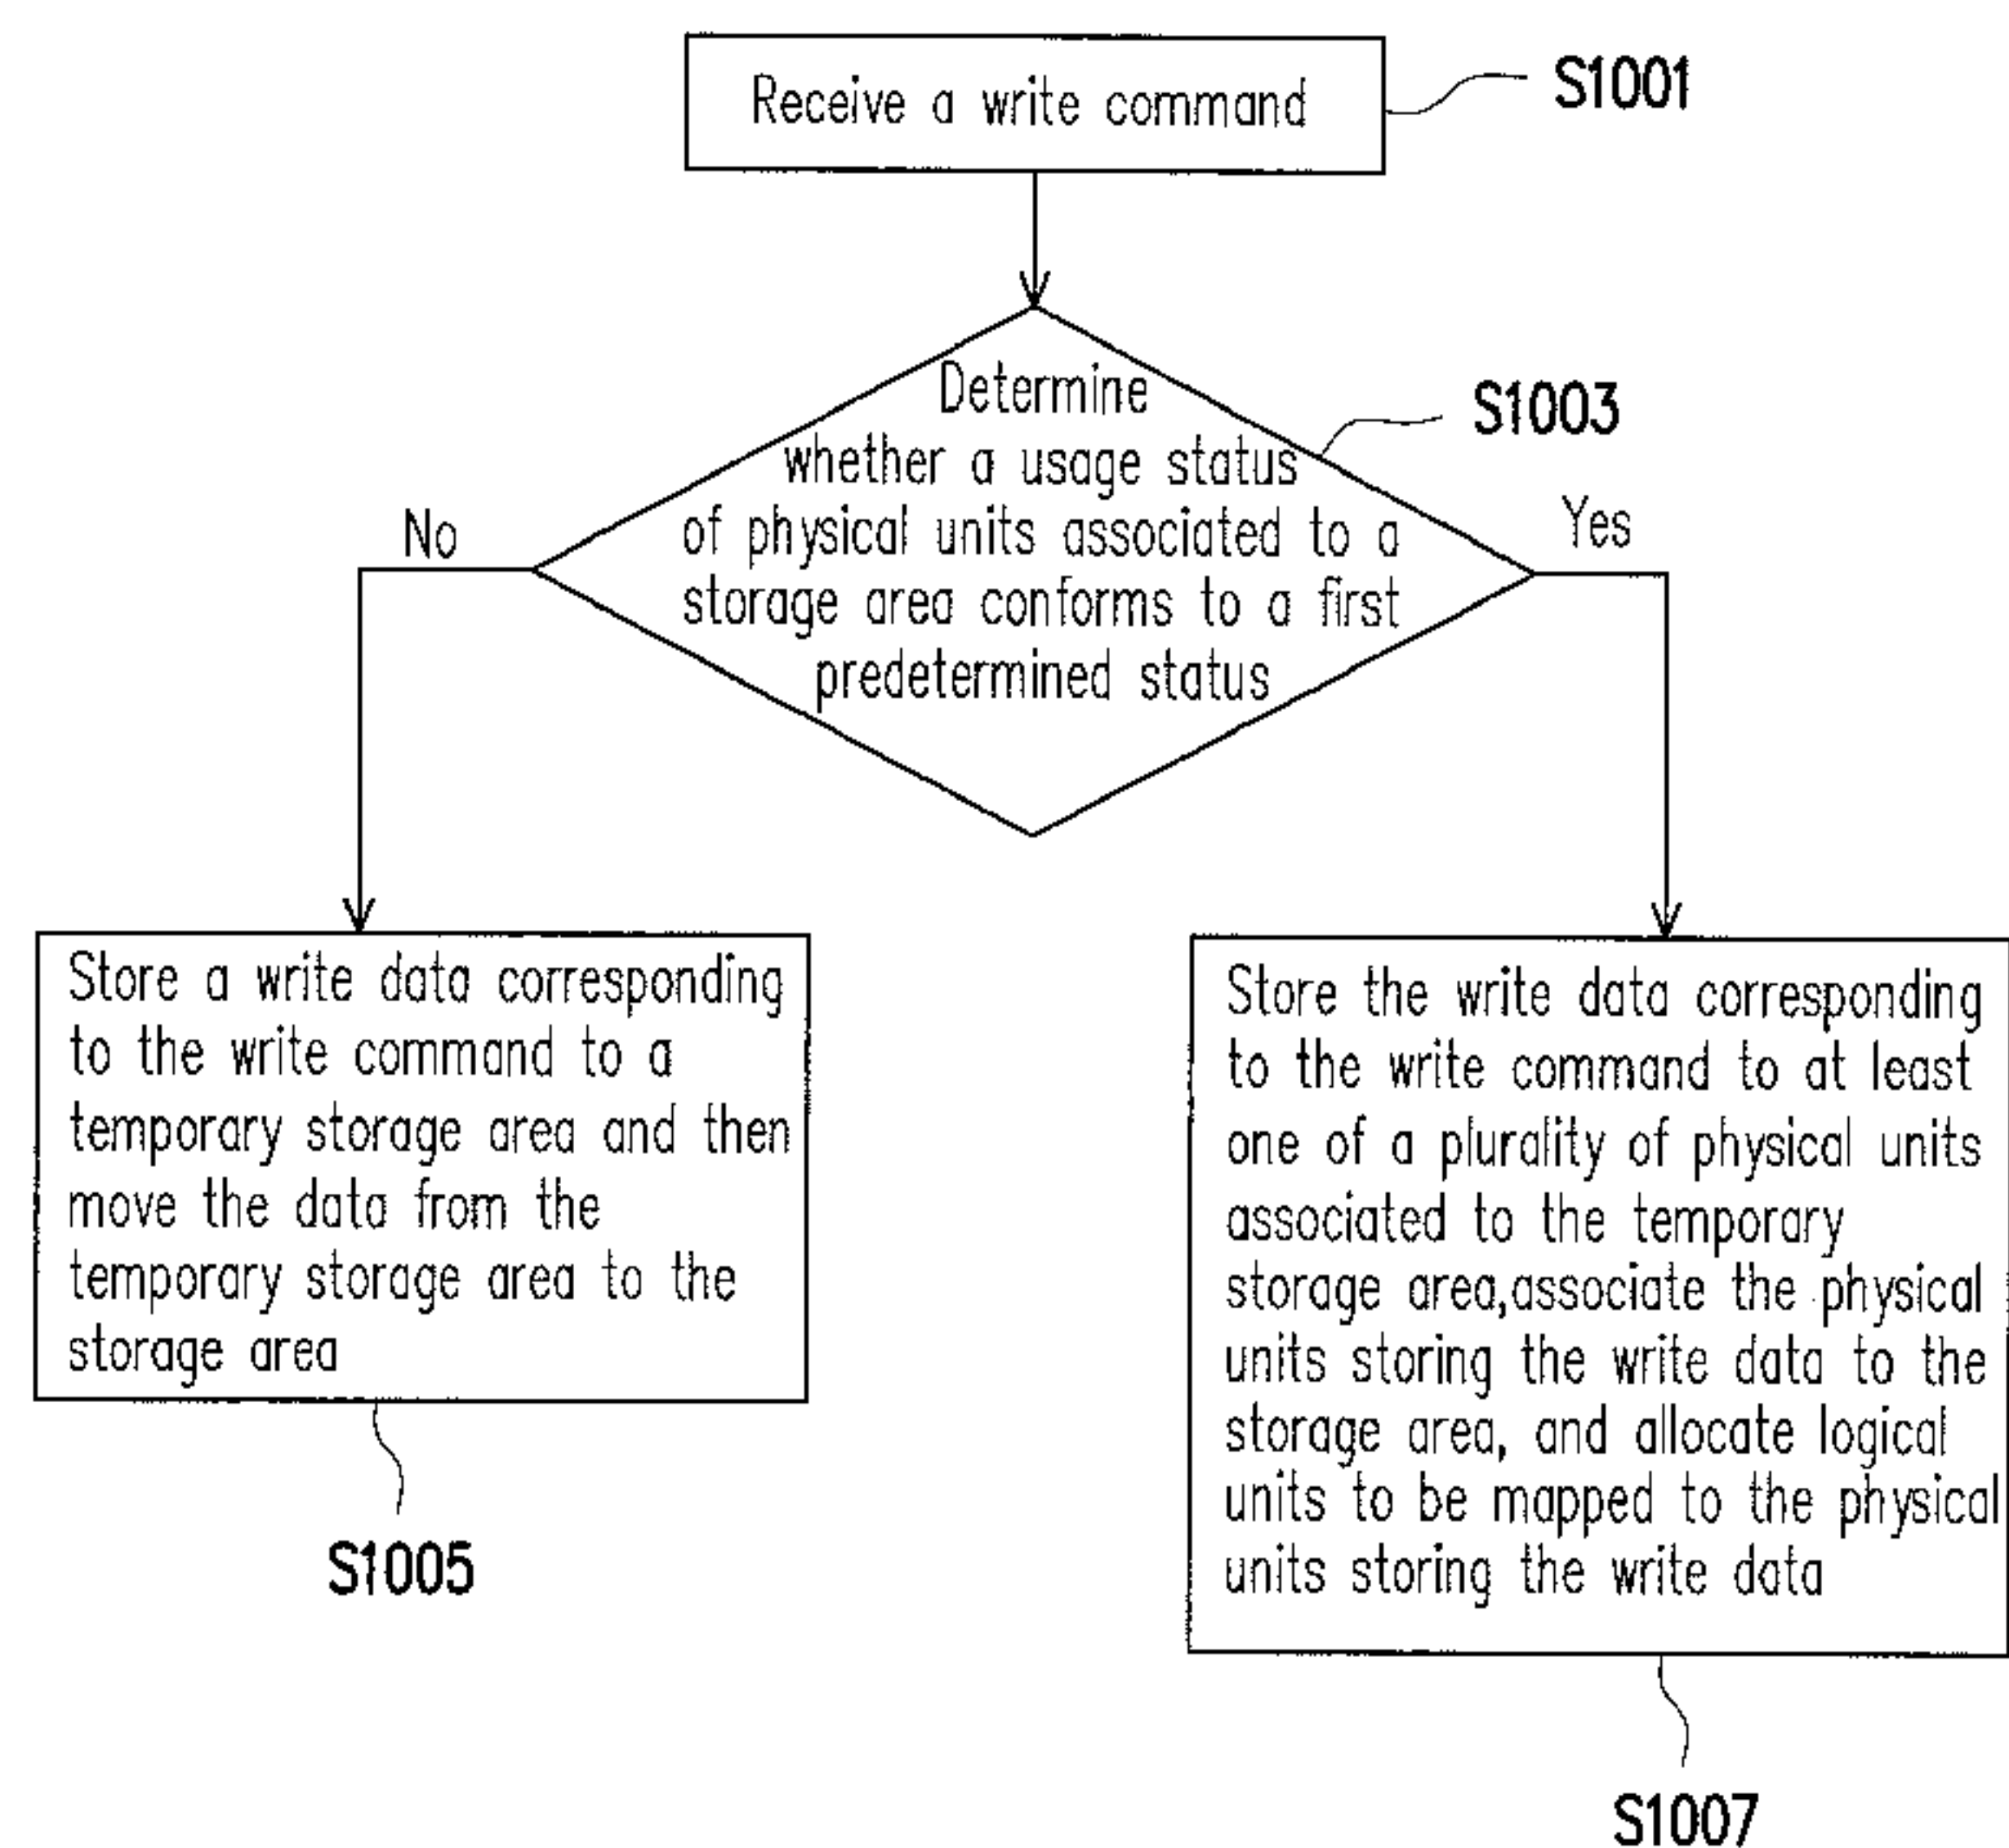 Receive a write command
S1001
Determine
whether a usage status
of physical units associated to a
storage area conforms to a first
predetermined status
S1003
No
Yes
Store a write data corresponding
to the write command to a
temporary storage area and then
move the data from the
temporary storage area to the
storage area
S1005
Store the write data corresponding
to the write command to at least
one of a plurality of physical units
associated to the temporary
storage area,associate the physical
units storing the write data to the
storage area, and allocate logical
units to be mapped to the physical
units storing the write data
S1007